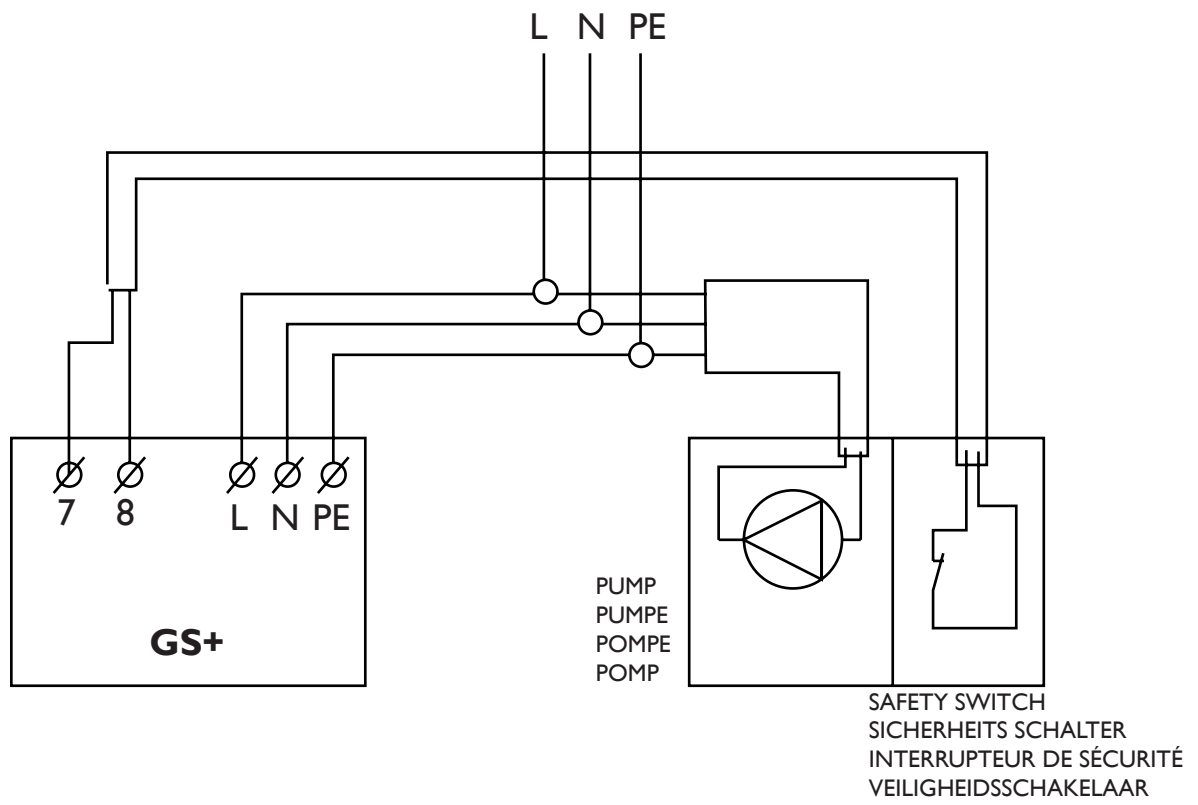 L N PE
7 8 L N PE
GS+
PUMP
PUMPE
POMPE
POMP
SAFETY SWITCH
SICHERHEITS SCHALTER
INTERRUPTEUR DE SÉCURITÉ
VEILIGHEIDSSCHAKELAAR